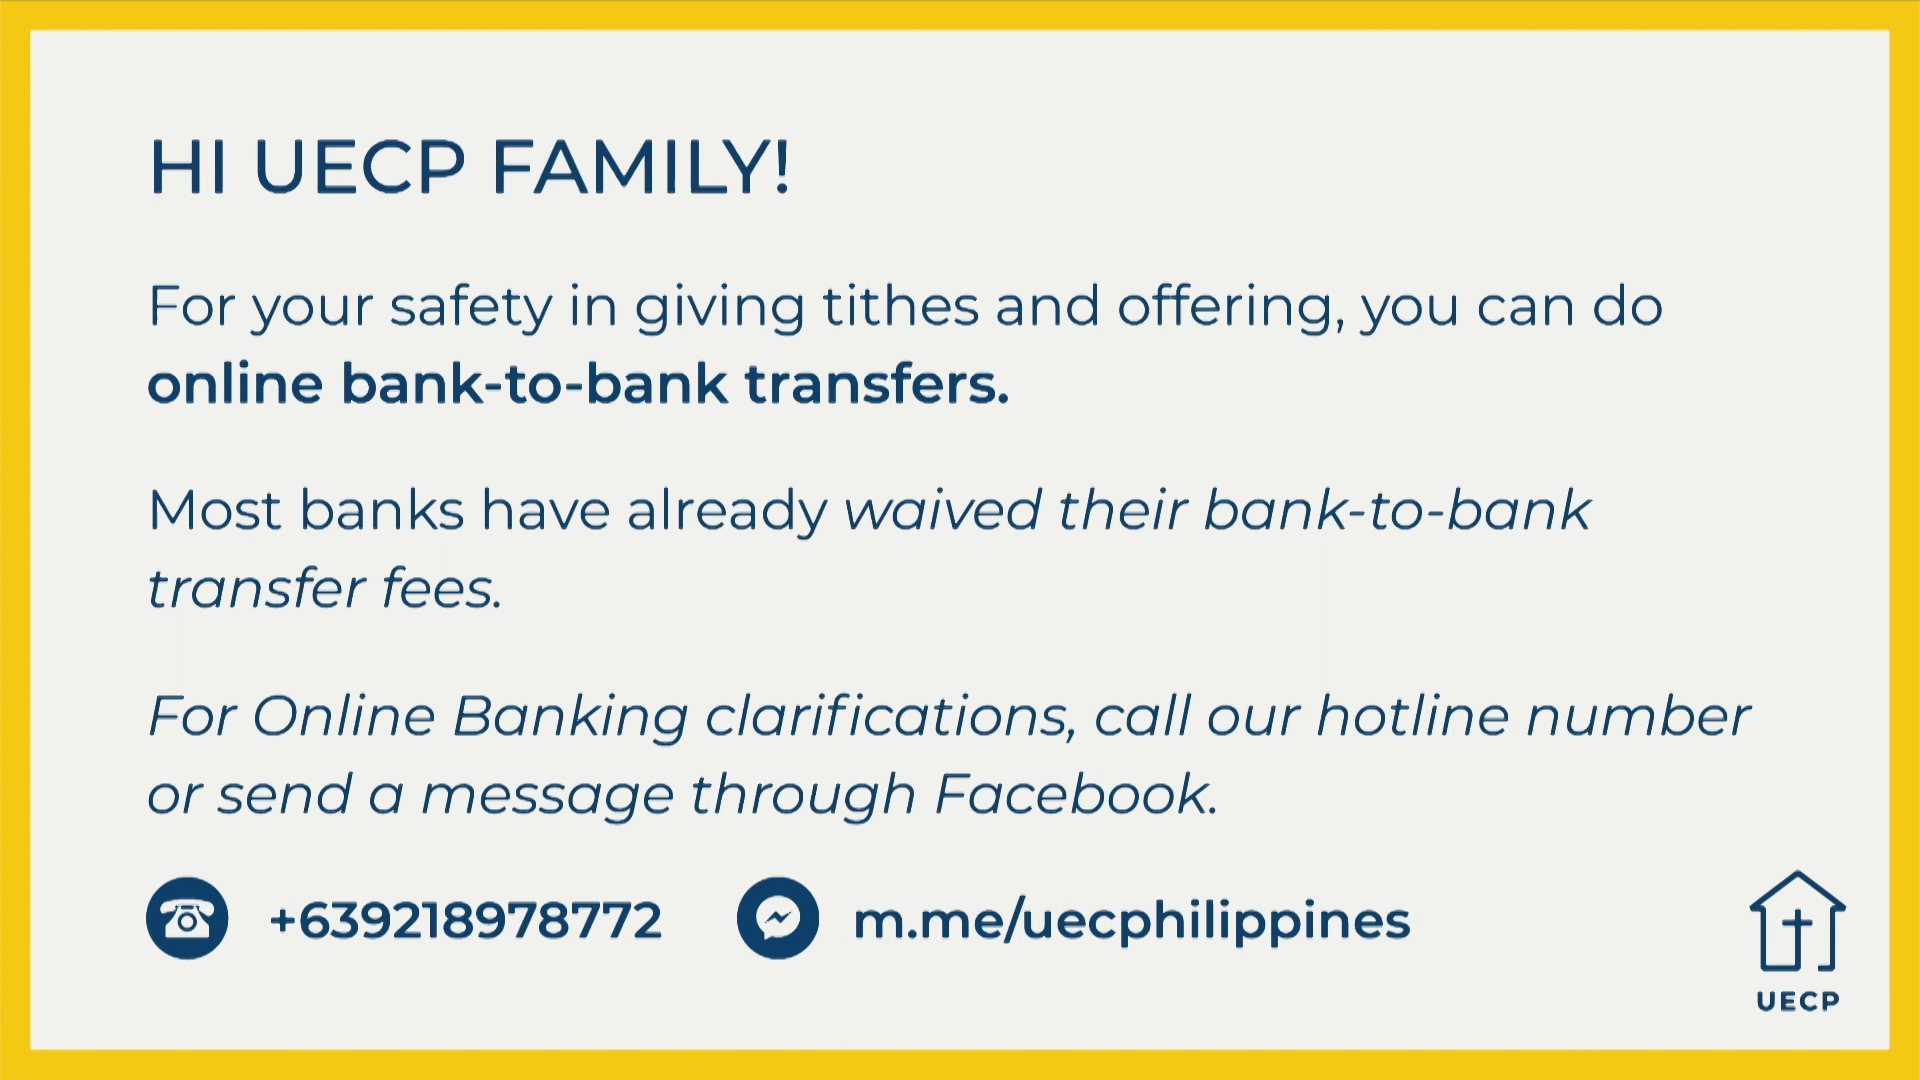 HI UECP FAMILY!
For your safety in giving tithes and offering, you can do
online bank-to-bank transfers.
Most banks have already waived their bank-to-bank
transfer fees.
For Online Banking clarifications, call our hotline number
or send a message through Facebook.
+639218978772 m.me/uecphilippines
UECP